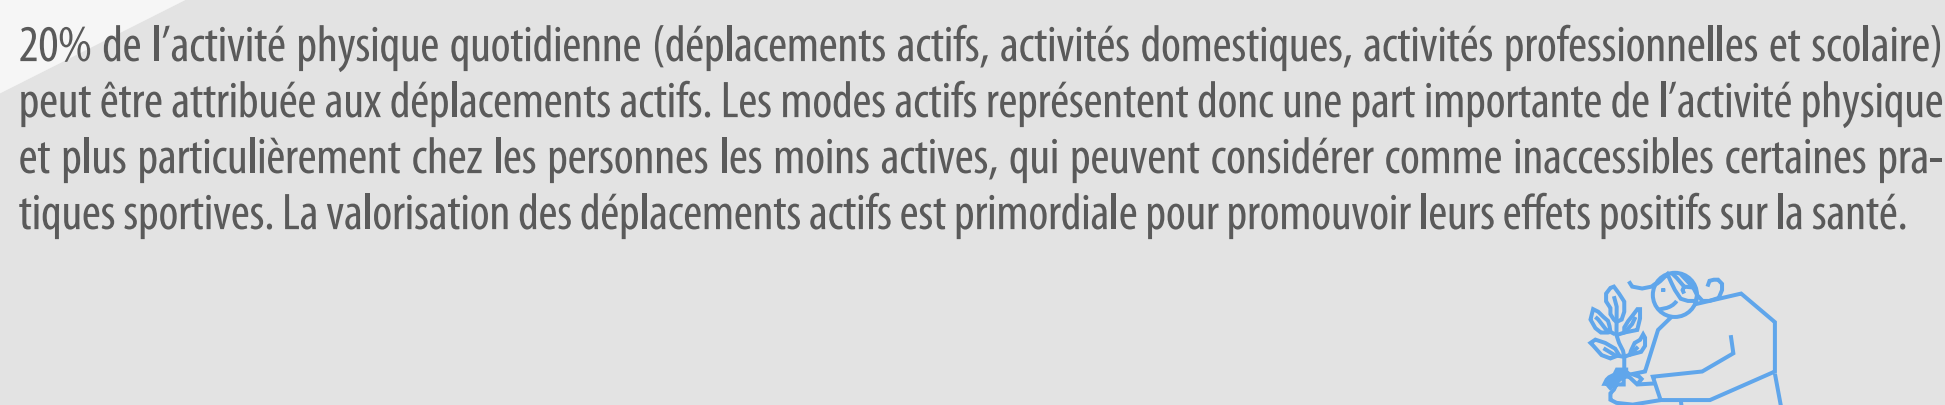 20% de l’activité physique quotidienne (déplacements actifs, activités domestiques, activités professionnelles et scolaire)
peut être attribuée aux déplacements actifs. Les modes actifs représentent donc une part importante de l’activité physique
et plus particulièrement chez les personnes les moins actives, qui peuvent considérer comme inaccessibles certaines pra-
tiques sportives. La valorisation des déplacements actifs est primordiale pour promouvoir leurs effets positifs sur la santé.